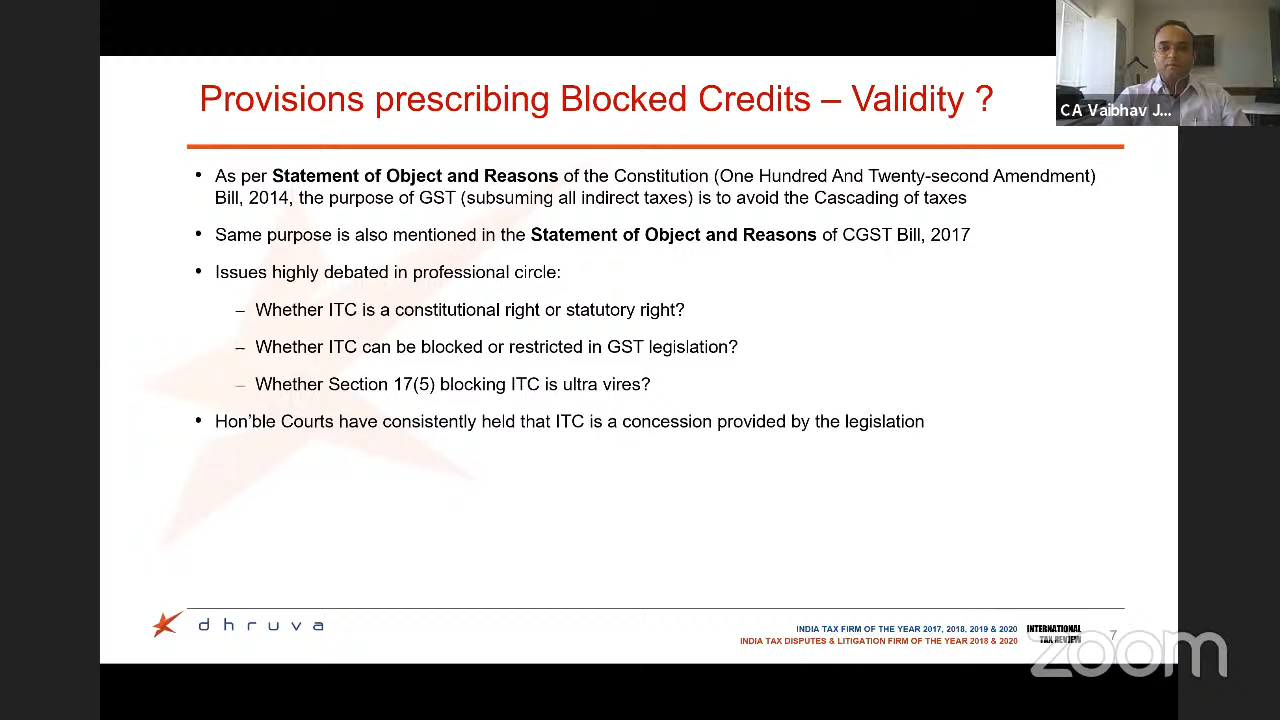 Provisions prescribing Blocked Credits – Validity ?
CA Vaibhav J...
• As per Statement of Object and Reasons of the Constitution (One Hundred And Twenty-second Amendment)
Bill, 2014, the purpose of GST (subsuming all indirect taxes) is to avoid the Cascading of taxes
• Same purpose is also mentioned in the Statement of Object and Reasons of CGST Bill, 2017
• Issues highly debated in professional circle:
– Whether ITC is a constitutional right or statutory right?
– Whether ITC can be blocked or restricted in GST legislation?
– Whether Section 17(5) blocking ITC is ultra vires?
• Hon’ble Courts have consistently held that ITC is a concession provided by the legislation
dhruva
INDIA TAX FIRM OF THE YEAR 2017, 2018, 2019 & 2020
INDIA TAX DISPUTES & LITIGATION FIRM OF THE YEAR 2018 & 2020
INTERNATIONAL
TAX REVIEW
7
zoom